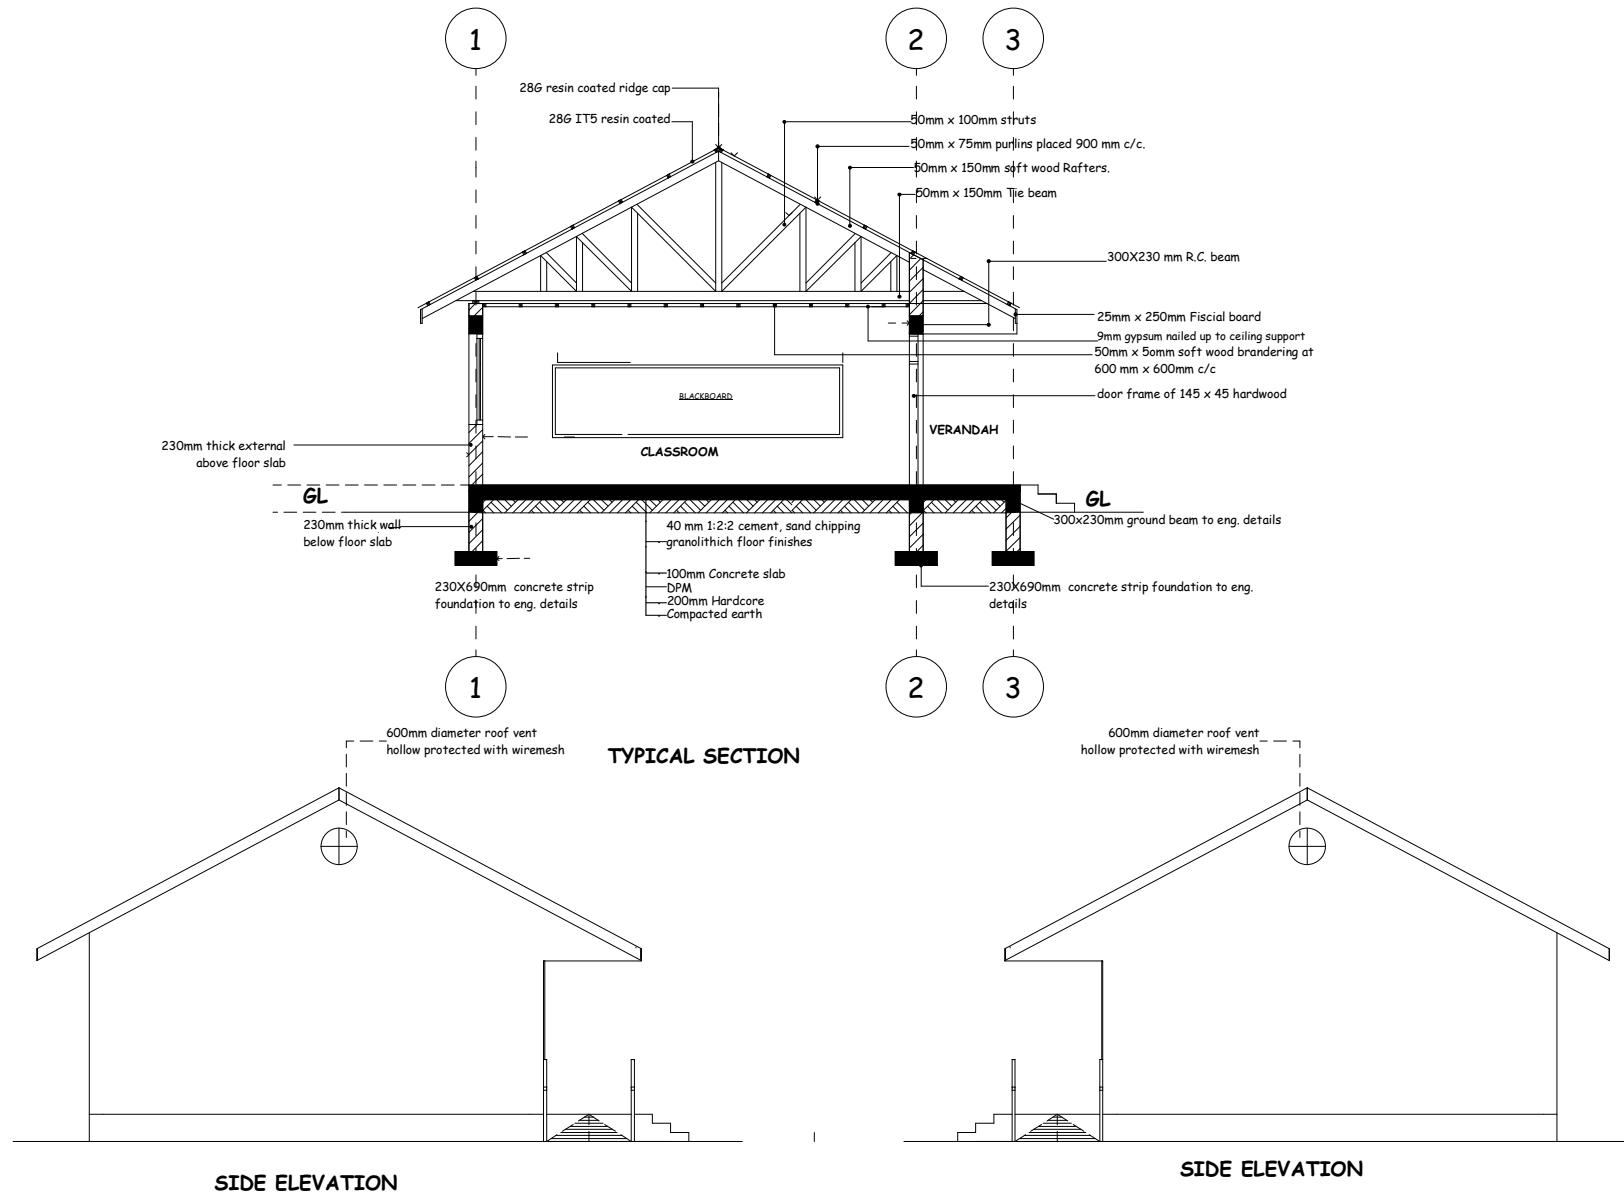 1
2
3
28G resin coated ridge cap
28G IT5 resin coated
50mm x 100mm struts
50mm x 75mm purlins placed 900 mm c/c.
50mm x 150mm soft wood Rafters.
50mm x 150mm Tie beam
300X230 mm R.C. beam
25mm x 250mm Fiscial board
9mm gypsum nailed up to ceiling support
50mm x 5omm soft wood brandering at
600 mm x 600mm c/c
door frame of 145 x 45 hardwood
BLACKBOARD
VERANDAH
CLASSROOM
230mm thick external
above floor slab
GL
GL
230mm thick wall
below floor slab
300x230mm ground beam to eng. details
40 mm 1:2:2 cement, sand chipping
granolithich floor finishes
100mm Concrete slab
DPM
200mm Hardcore
Compacted earth
230X690mm concrete strip
foundation to eng. details
230X690mm concrete strip foundation to eng.
details
1
2
3
600mm diameter roof vent
hollow protected with wiremesh
TYPICAL SECTION
600mm diameter roof vent
hollow protected with wiremesh
SIDE ELEVATION
SIDE ELEVATION